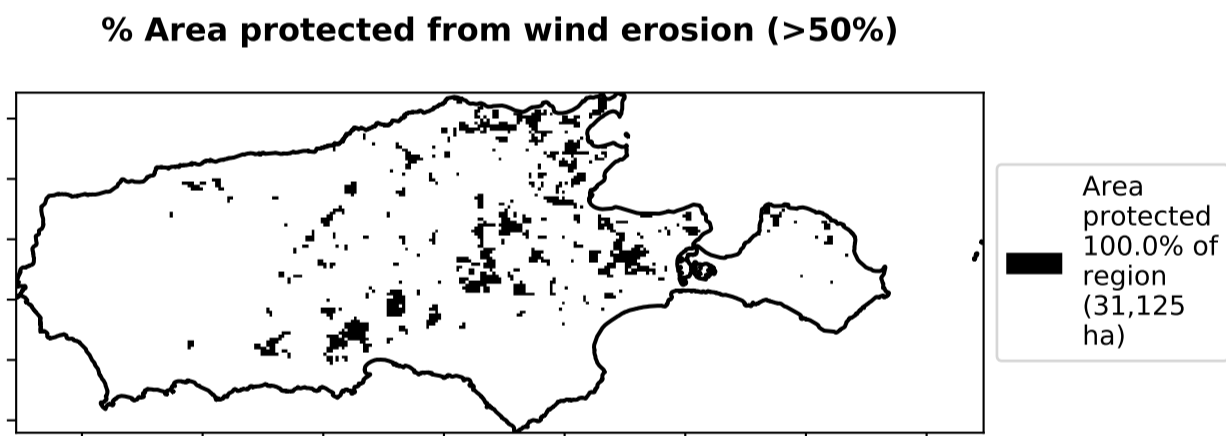 % Area protected from wind erosion (>50%)
Area
protected
100.0% of
region
(31,125
ha)